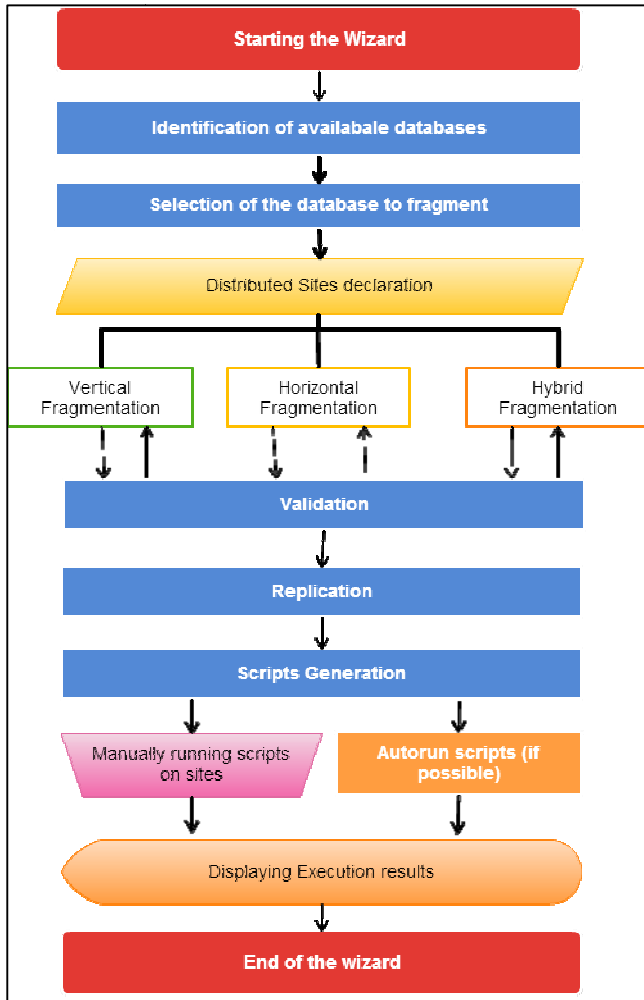 Starting the Wizard
Identification of availabale databases
Selection of the database to fragment
Distributed Sites declaration
Vertical
Fragmentation
Horizontal
Fragmentation
Hybrid
Fragmentation
Validation
Replication
Scripts Generation
Manually running scripts
on sites
Autorun scripts (if
possible)
Displaying Execution results
End of the wizard